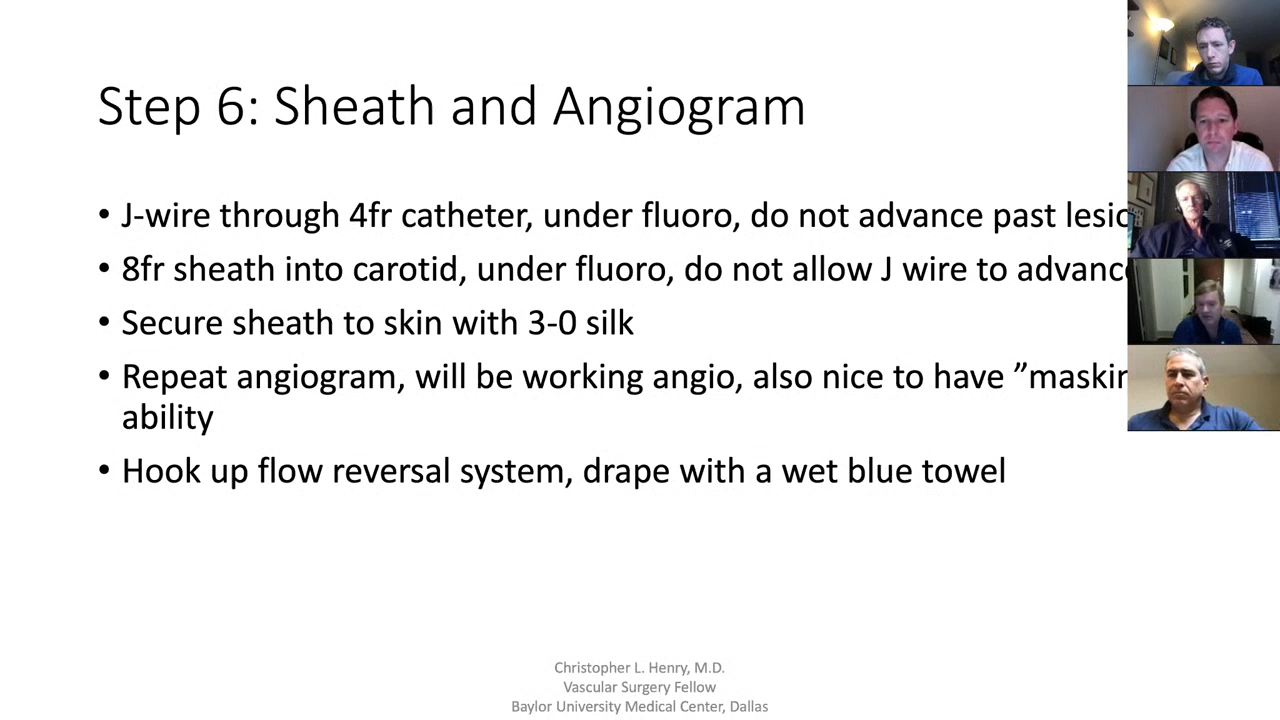 Step 6: Sheath and Angiogram
• J-wire through 4fr catheter, under fluoro, do not advance past
• 8fr sheath into carotid, under fluoro, do not allow J wire to
• Secure sheath to skin with 3-0 silk
• Repeat angiogram, will be working angio, also nice to have
ability
• Hook up flow reversal system, drape with a wet blue towel
Christopher L. Henry, M.D.
Vascular Surgery Fellow
Baylor University Medical Center, Dallas